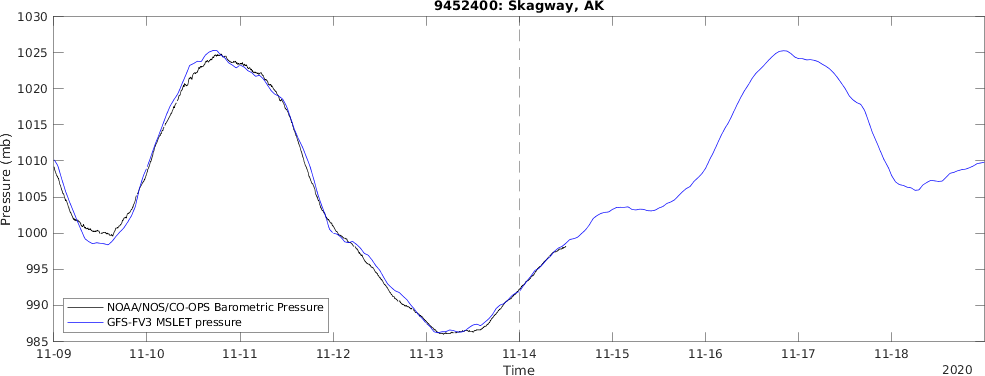 9452400: Skagway, AK
Pressure (mb)
1030
1025
1020
1015
1010
1005
1000
995
990
985
NOAA/NOS/CO-OPS Barometric Pressure
GFS-FV3 MSLET pressure
11-09 11-10 11-11 11-12 11-13 11-14 11-15 11-16 11-17 11-18
Time
2020